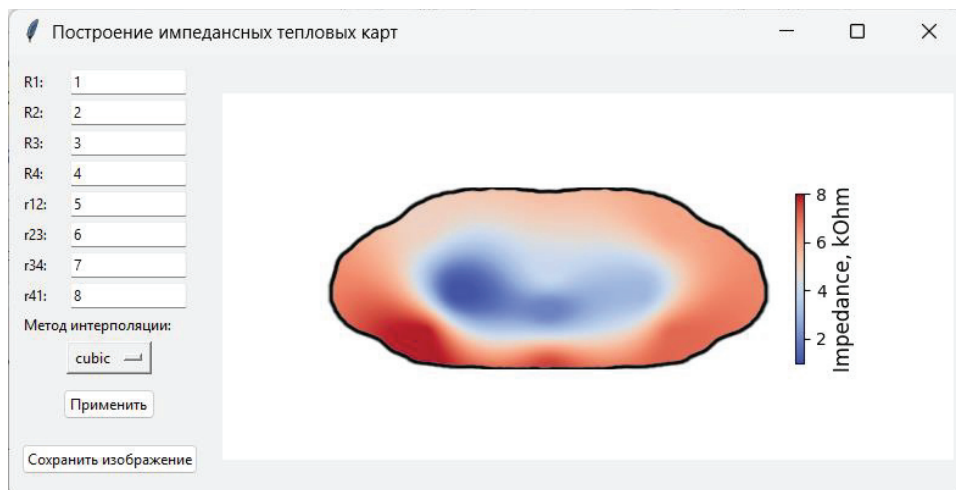 Построение импедансных тепловых карт
R1: 1
R2: 2
R3: 3
R4: 4
r12: 5
r23: 6
r34: 7
r41: 8
Метод интерполяции:
cubic
Применить
Сохранить изображение
8
6
4
2
Impedance, kOhm